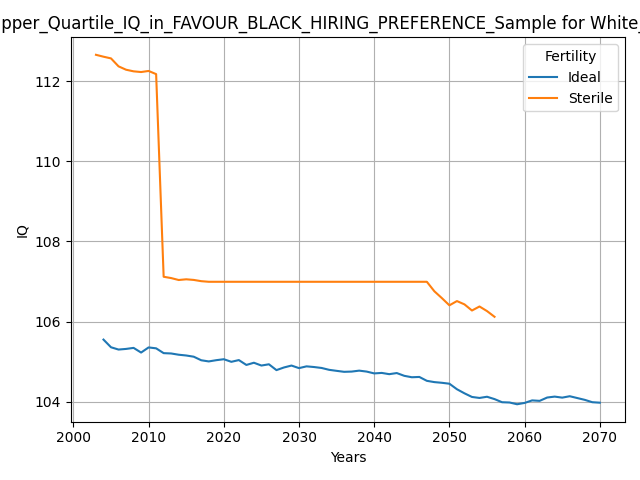 pper_Quartile_IQ_in_FAVOUR_BLACK_HIRING_PREFERENCE_Sample for White_
Fertility
Ideal
Sterile
112
110
108
106
104
IQ
2000
2010
2020
2030
2040
2050
2060
2070
Years